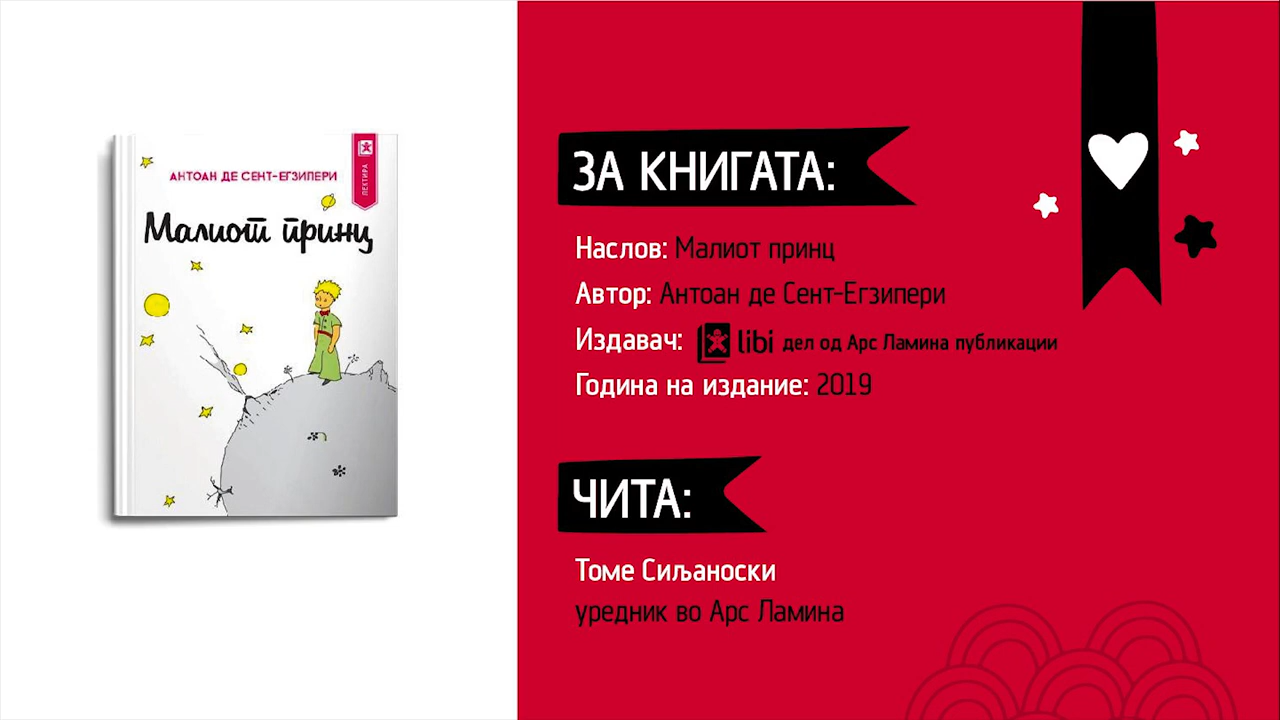 АНТОАН ДЕ СЕНТ-ЕГЗИПЕРИ
ЛЕКТИРА
Малиот принц
ЗА КНИГАТА:
Наслов: Малиот принц
Автор: Антоан де Сент-Егзипери
Издавач: libi дел од Арс Ламина публикации
Година на издание: 2019
ЧИТА:
Томе Сиљаноски
уредник во Арс Ламина